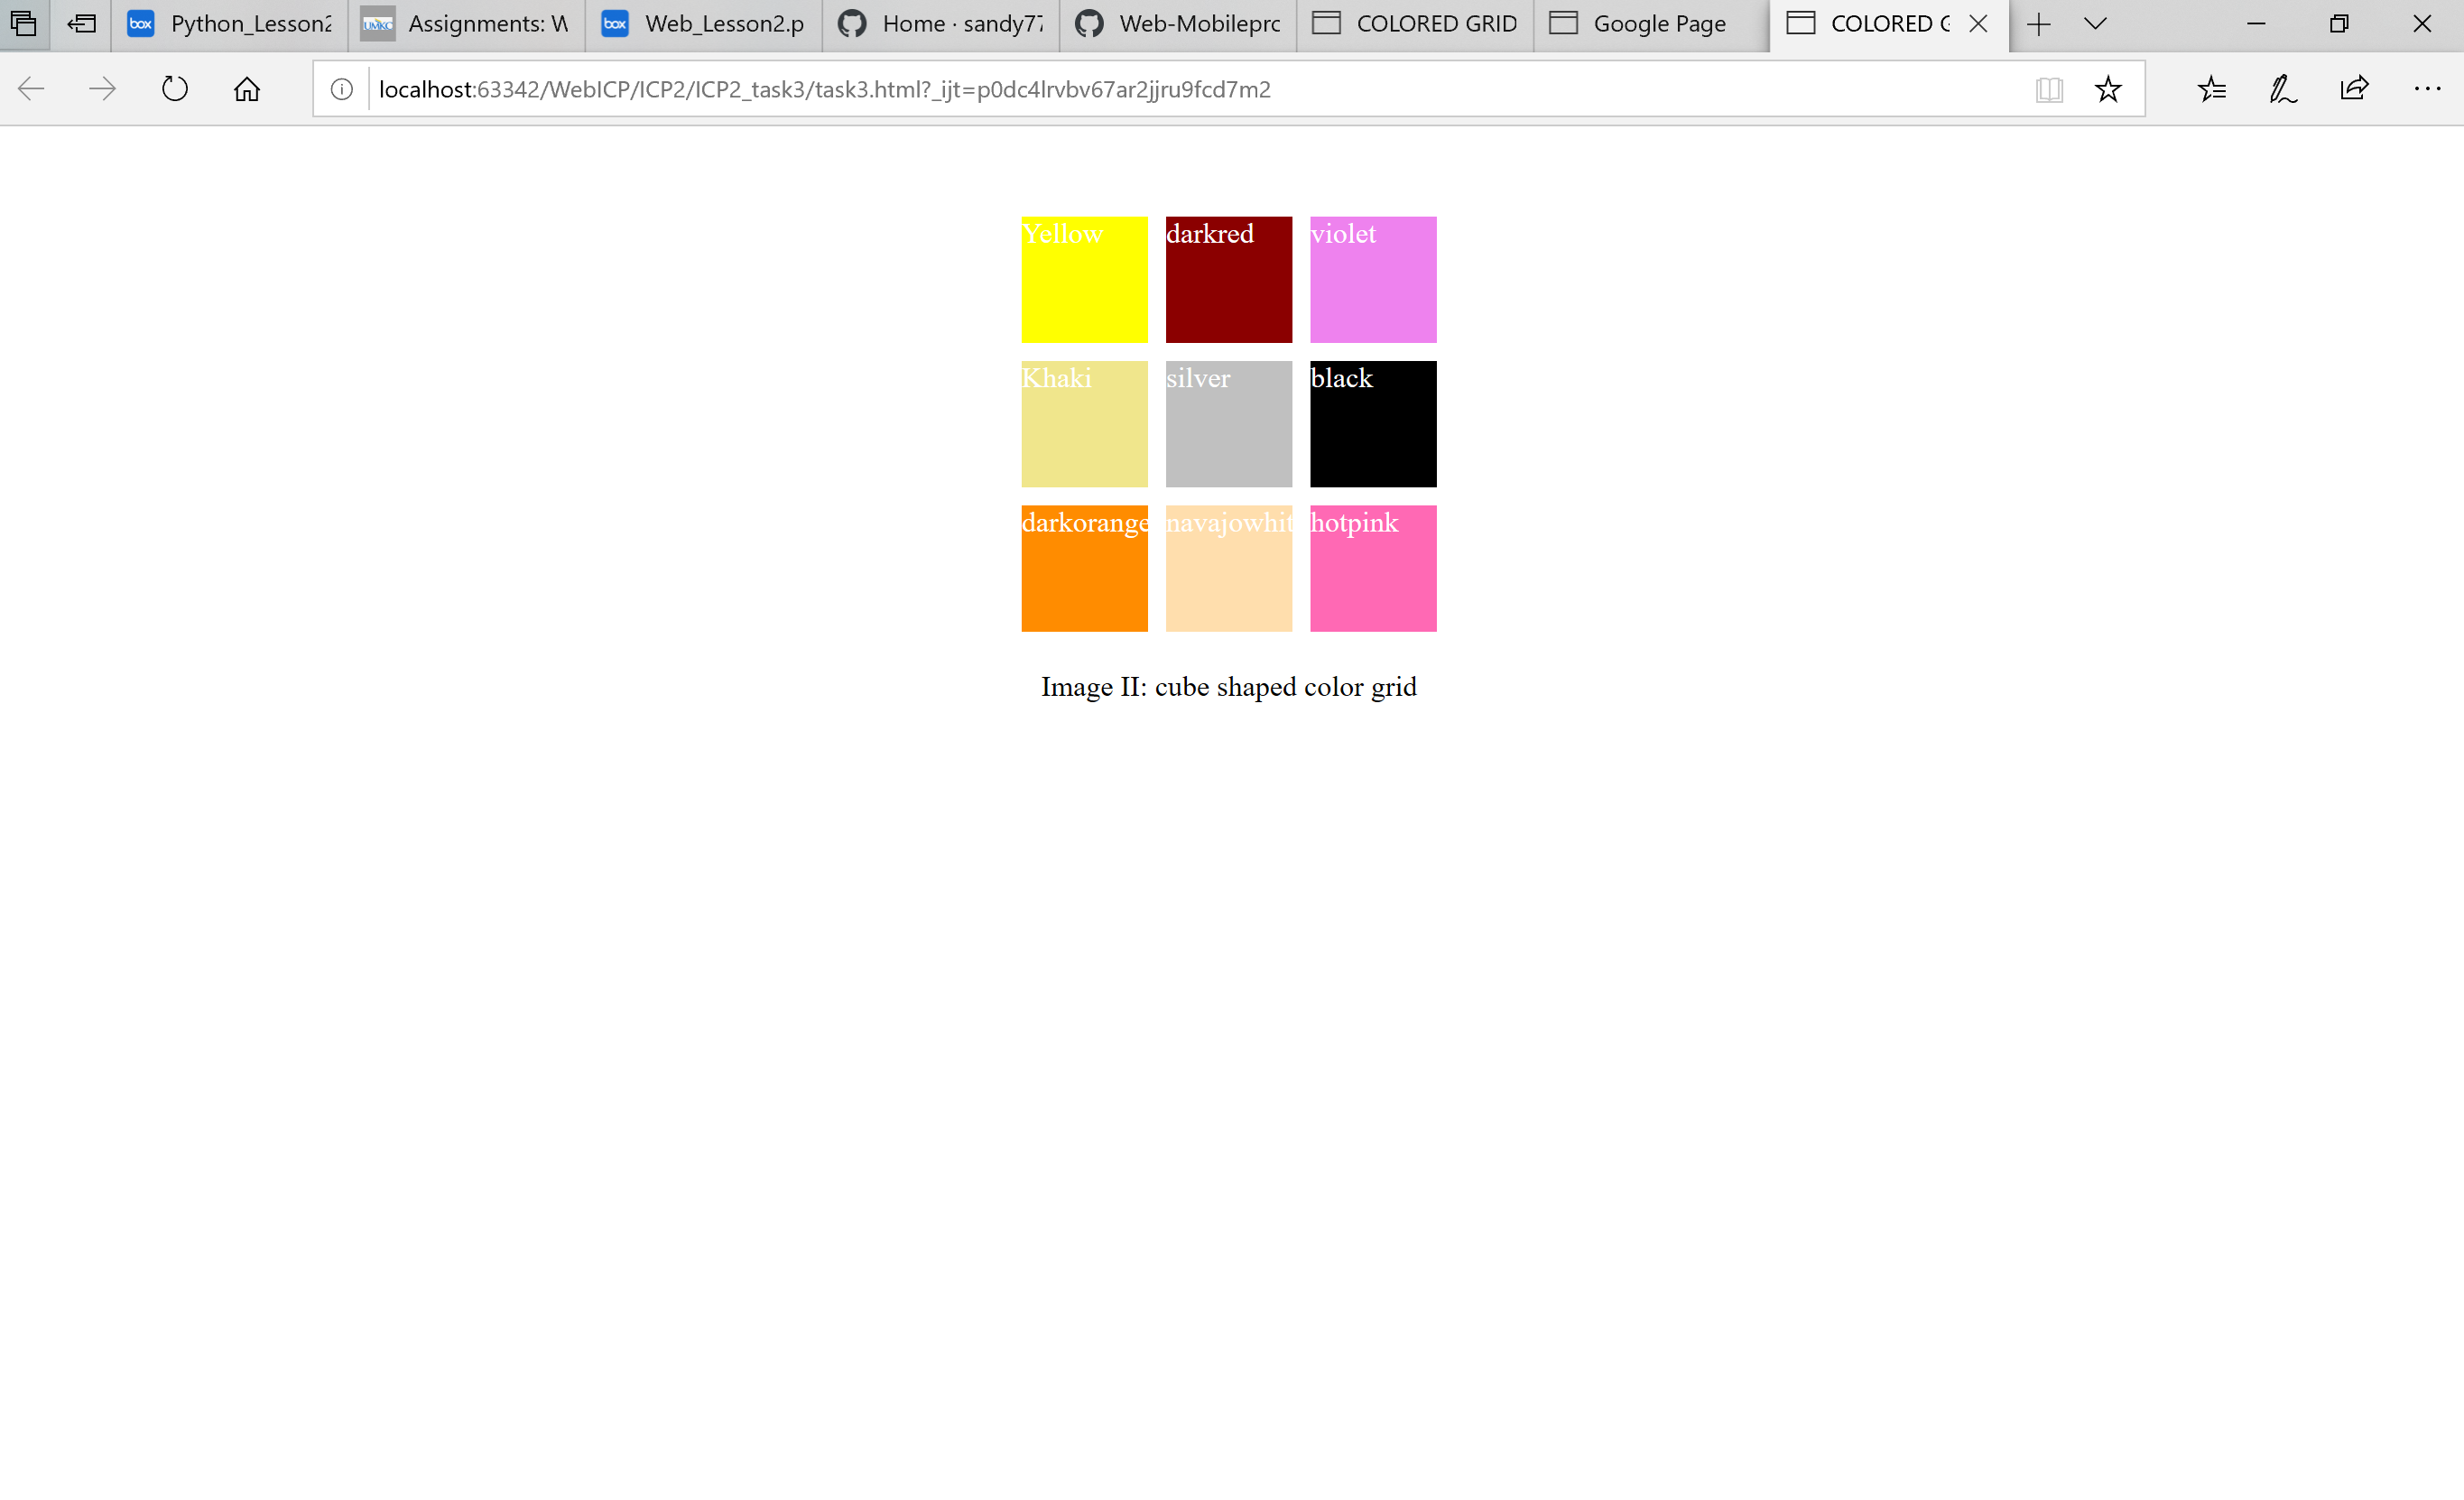 Python_Lesson2
Assignments: W
Web_Lesson2.p
Home · sandy77
Web-Mobileprc
COLORED GRID
Google Page
COLORED G
localhost:63342/WebICP/ICP2/ICP2_task3/task3.html?_ijt=p0dc4lrvbv67ar2jjru9fcd7m2
Yellow darkred violet
Khaki silver black
darkorange navajowhit hotpink
Image II: cube shaped color grid
box
UMKC
box